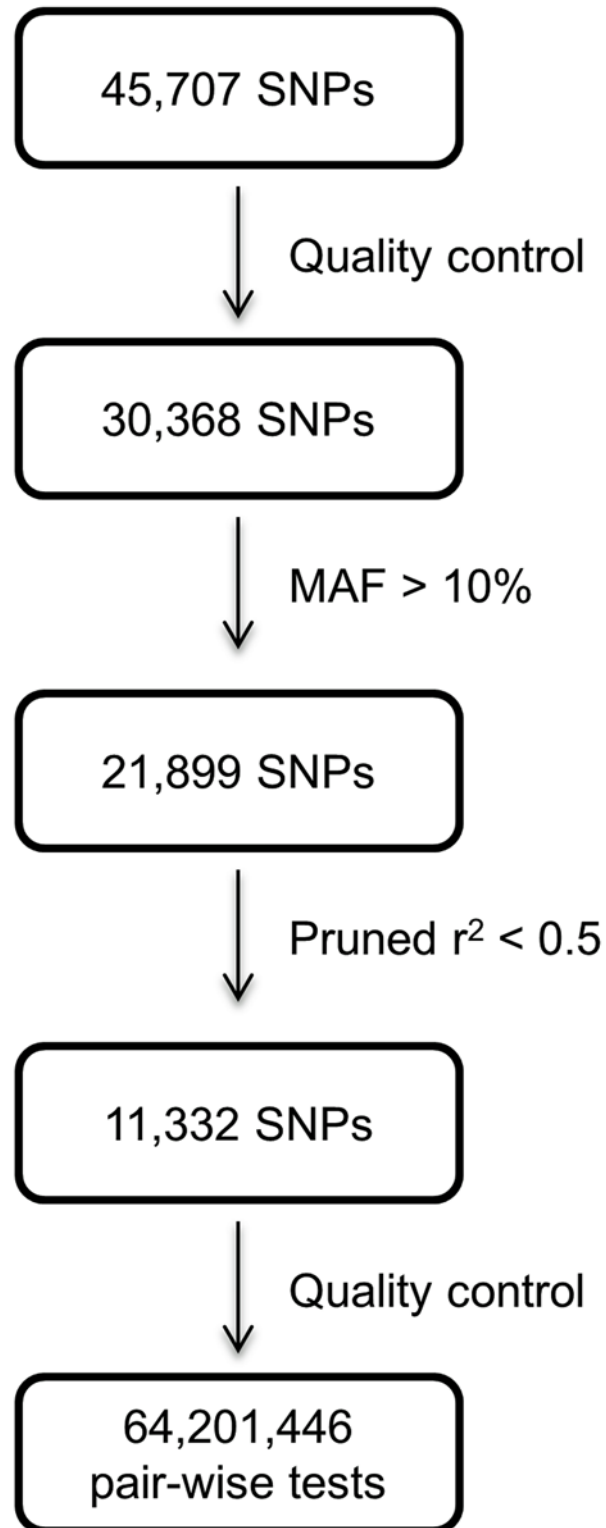 45,707 SNPs
Quality control
30,368 SNPs
MAF > 10%
21,899 SNPs
Pruned r² < 0.5
11,332 SNPs
Quality control
64,201,446
pair-wise tests